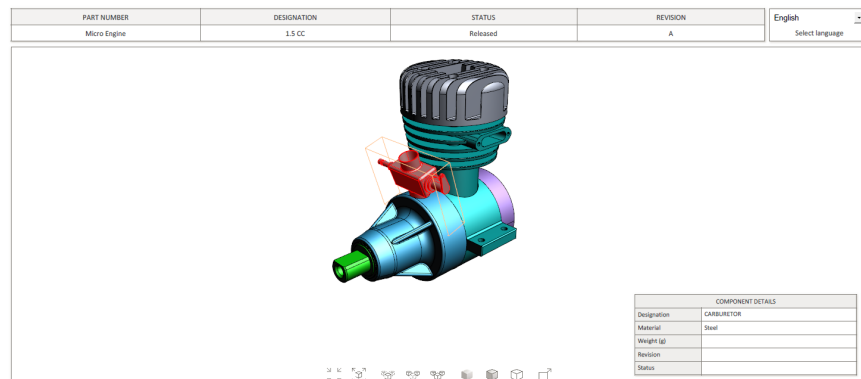 PART NUMBER DESIGNATION STATUS REVISION
Micro Engine 1.5 CC Released A
English
Select language
COMPONENT DETAILS
Designation CARBURETOR
Material Steel
Weight (g)
Revision
Status